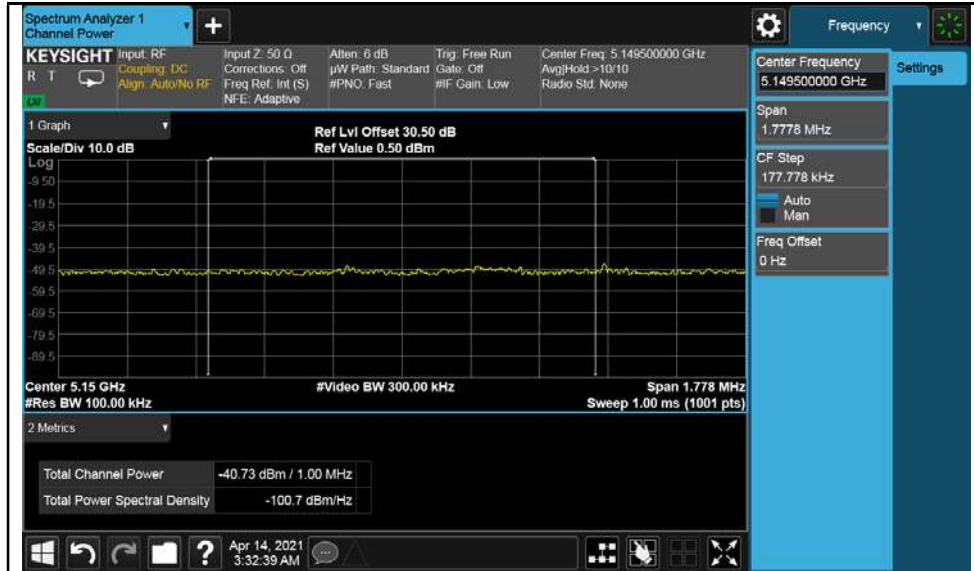 Spectrum Analyzer 1
Channel Power
+
Frequency
KEYSIGHT
R T
Input: RF
Coupling: DC
Align: Auto/No RF
Input Z: 50 Ω
Corrections: Off
Freq Ref: Int (S)
NFE: Adaptive
Atten: 6 dB
µW Path: Standard
#PNO: Fast
Trig: Free Run
Gate: Off
#IF Gain: Low
Center Freq: 5.149500000 GHz
Avg|Hold >10/10
Radio Std: None
Center Frequency
5.149500000 GHz
Settings
Span
1.7778 MHz
CF Step
177.778 kHz
Auto
Man
Freq Offset
0 Hz
1 Graph
Scale/Div 10.0 dB
Ref Lvl Offset 30.50 dB
Ref Value 0.50 dBm
Log
-9.50
-19.5
-29.5
-39.5
-49.5
-59.5
-69.5
-79.5
-89.5
Center 5.15 GHz
#Res BW 100.00 kHz
#Video BW 300.00 kHz
Span 1.778 MHz
Sweep 1.00 ms (1001 pts)
2 Metrics
Total Channel Power -40.73 dBm / 1.00 MHz
Total Power Spectral Density -100.7 dBm/Hz
?
Apr 14, 2021
3:32:39 AM